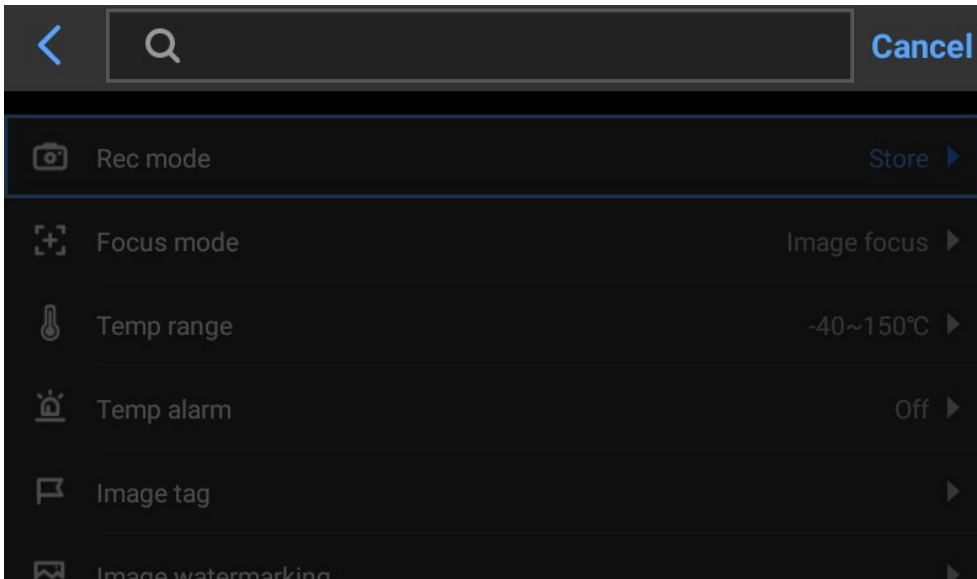 Cancel
Rec mode Store
Focus mode Image focus
Temp range -40~150℃
Temp alarm Off
Image tag
Image watermarking